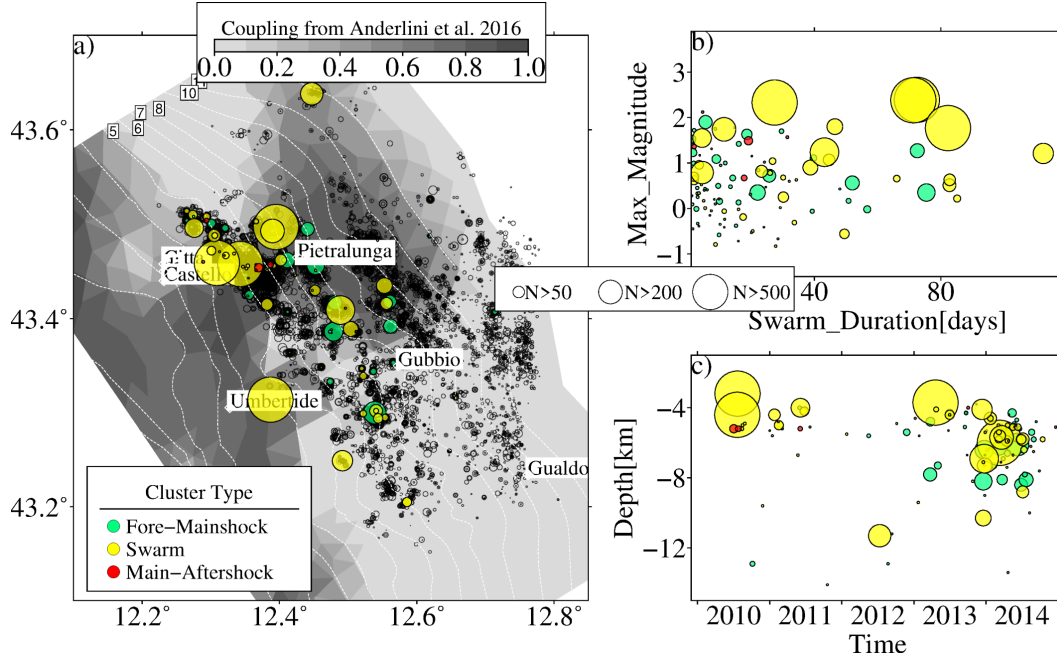 Coupling from Anderlini et al. 2016
0.0 0.2 0.4 0.6 0.8 1.0
a)
43.6°
43.4°
43.2°
12.2 12.4 12.6 12.8
10
8
7
6
5
Pietralunga
Castello
Gubbio
Umbertide
Gualdo
Cluster Type
Fore−Mainshock
Swarm
Main−Aftershock
b)
Max_Magnitude
3
2
1
0
−1
40 80
Swarm_Duration[days]
N>50 N>200 N>500
c)
Depth[km]
−4
−8
−12
2010 2011 2012 2013 2014
Time